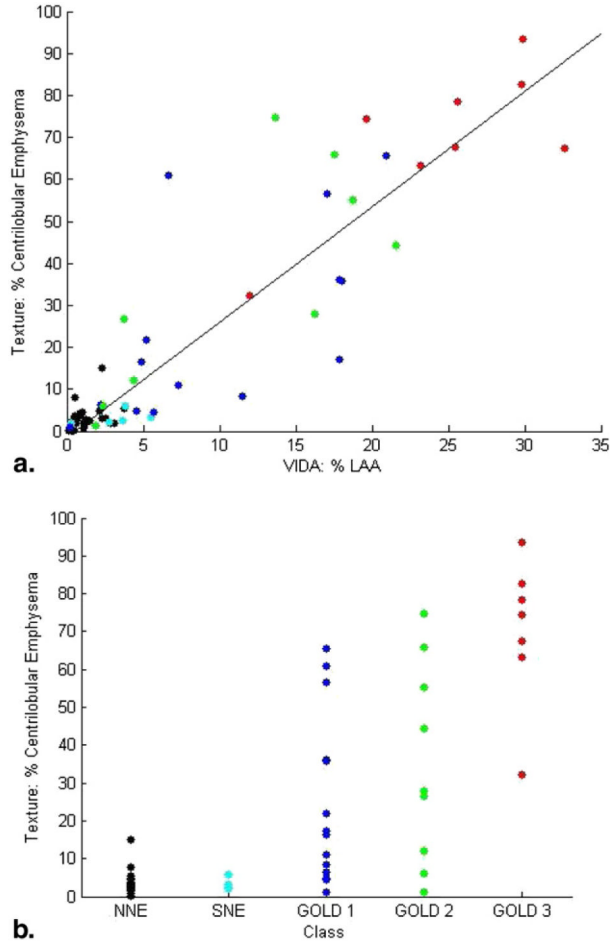 100
90
80
70
60
50
40
30
20
10
0
Texture: % Centrilobular Emphysema
0 5 10 15 20 25 30 35
VIDA: % LAA
a.
100
90
80
70
60
50
40
30
20
10
0
Texture: % Centrilobular Emphysema
NNE SNE GOLD 1 GOLD 2 GOLD 3
Class
b.